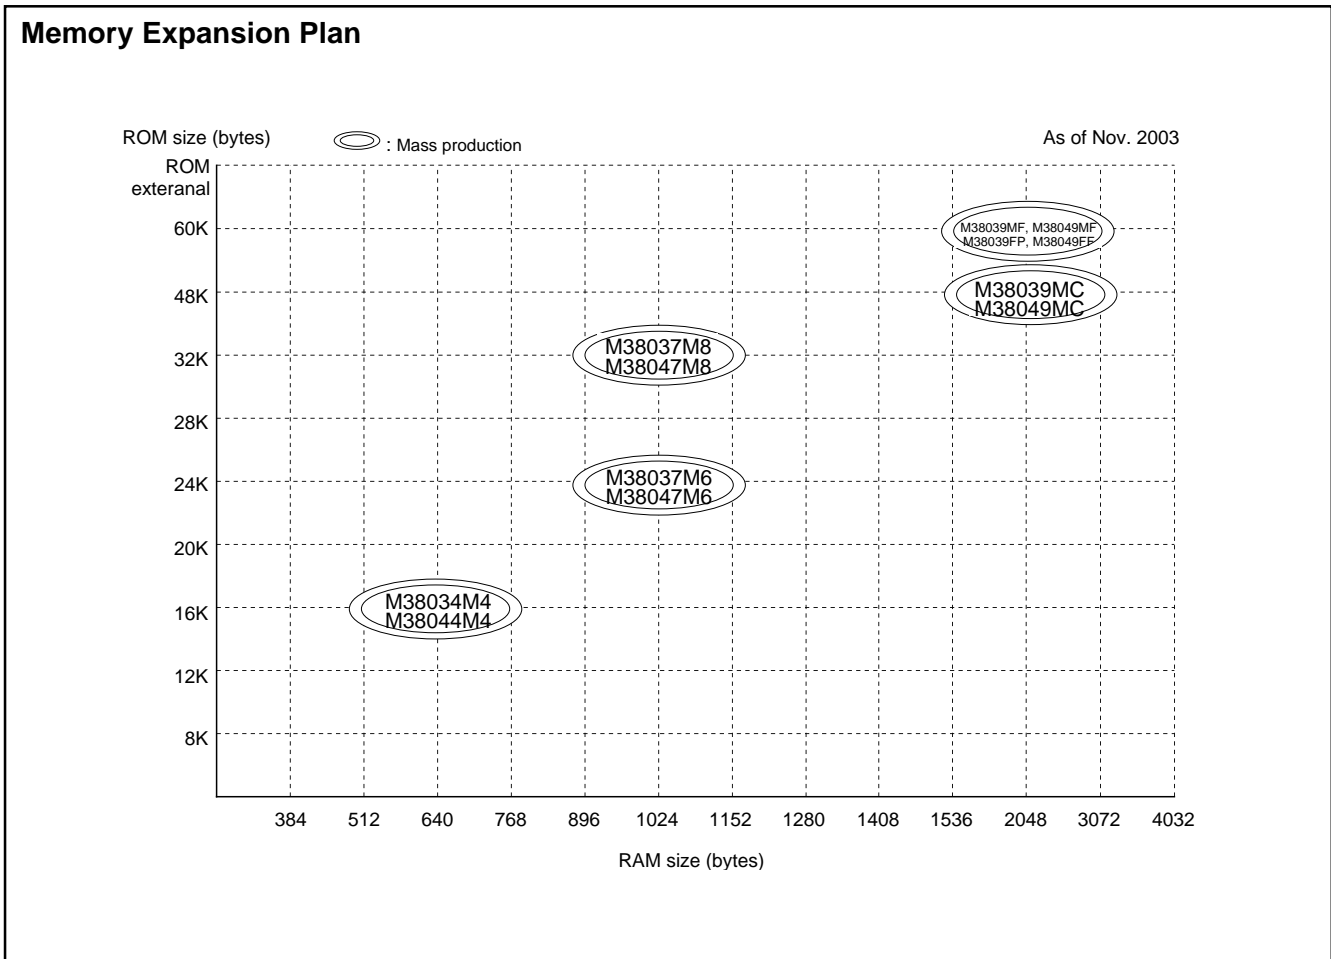 Memory Expansion Plan
ROM size (bytes)
: Mass production
As of Nov. 2003
ROM
exteranal
60K
48K
32K
28K
24K
20K
16K
12K
8K
M38039MF, M38049MF
M38039FP, M38049FF
M38039MC
M38049MC
M38037M8
M38047M8
M38037M6
M38047M6
M38034M4
M38044M4
384 512 640 768 896 1024 1152 1280 1408 1536 2048 3072 4032
RAM size (bytes)